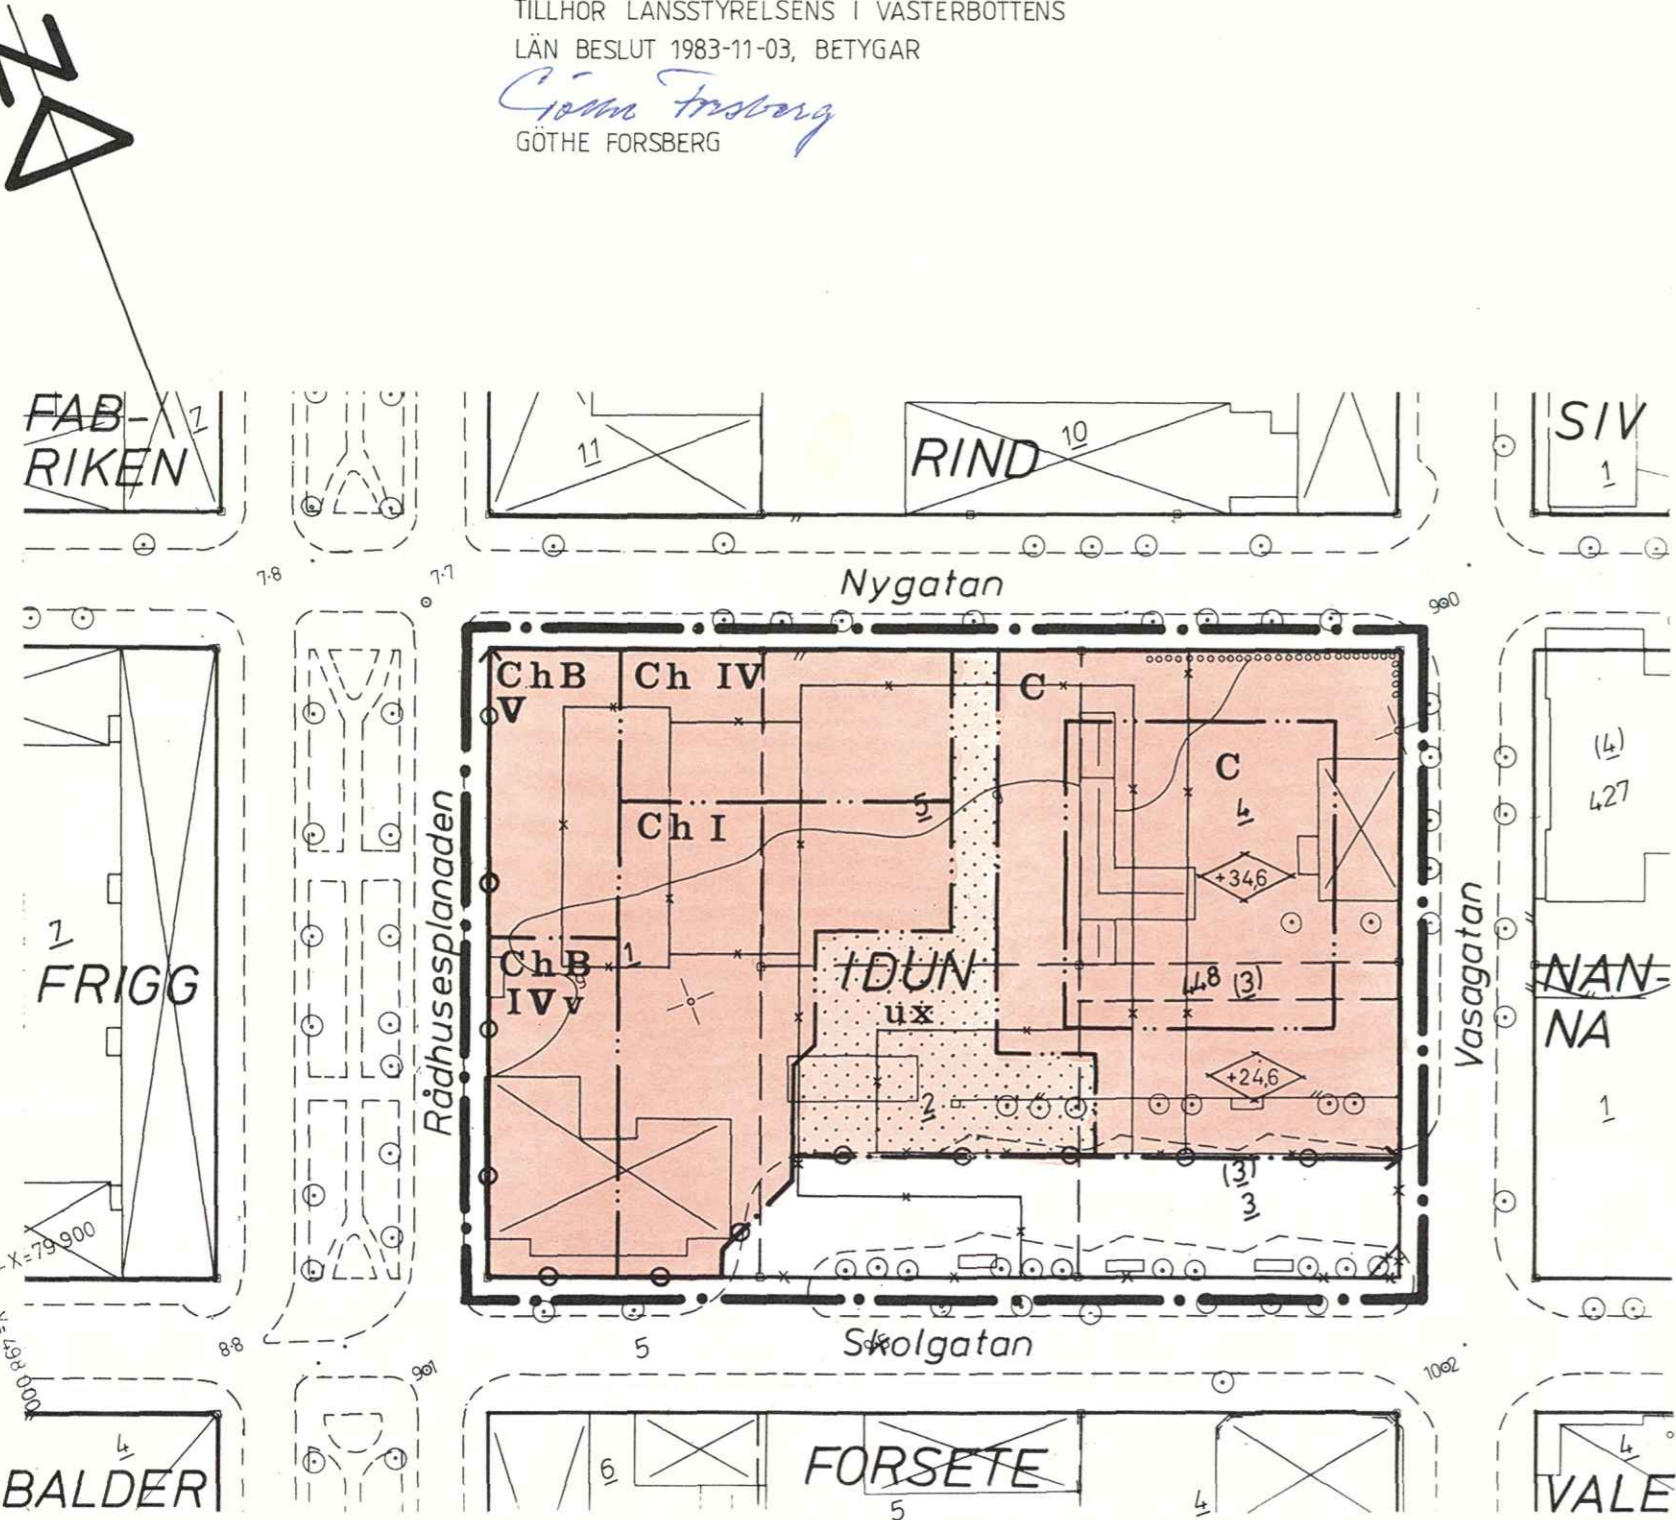 TILLHÖR LÄNSSTYRELSENS I VÄSTERBOTTENS
LÄN BESLUT 1983-11-03, BETYGAR
Göthe Forsberg
GÖTHE FORSBERG
N
FAB-
RIKEN
7
11
RIND
10
SIV
1
7.8
7.7
Nygatan
900
ChB
V
Ch IV
C
C
4
5
Ch I
+34,6
(4)
427
Rådhusesplanaden
Vasagatan
7
FRIGG
ChB
IV v
1
IDUN
ux
448 (3)
NAN-
NA
+24,6
2
1
(3)
3
X=79 900
8.8
5
Skolgatan
901
1002
4
BALDER
6
FORSETE
5
4
4
VALE